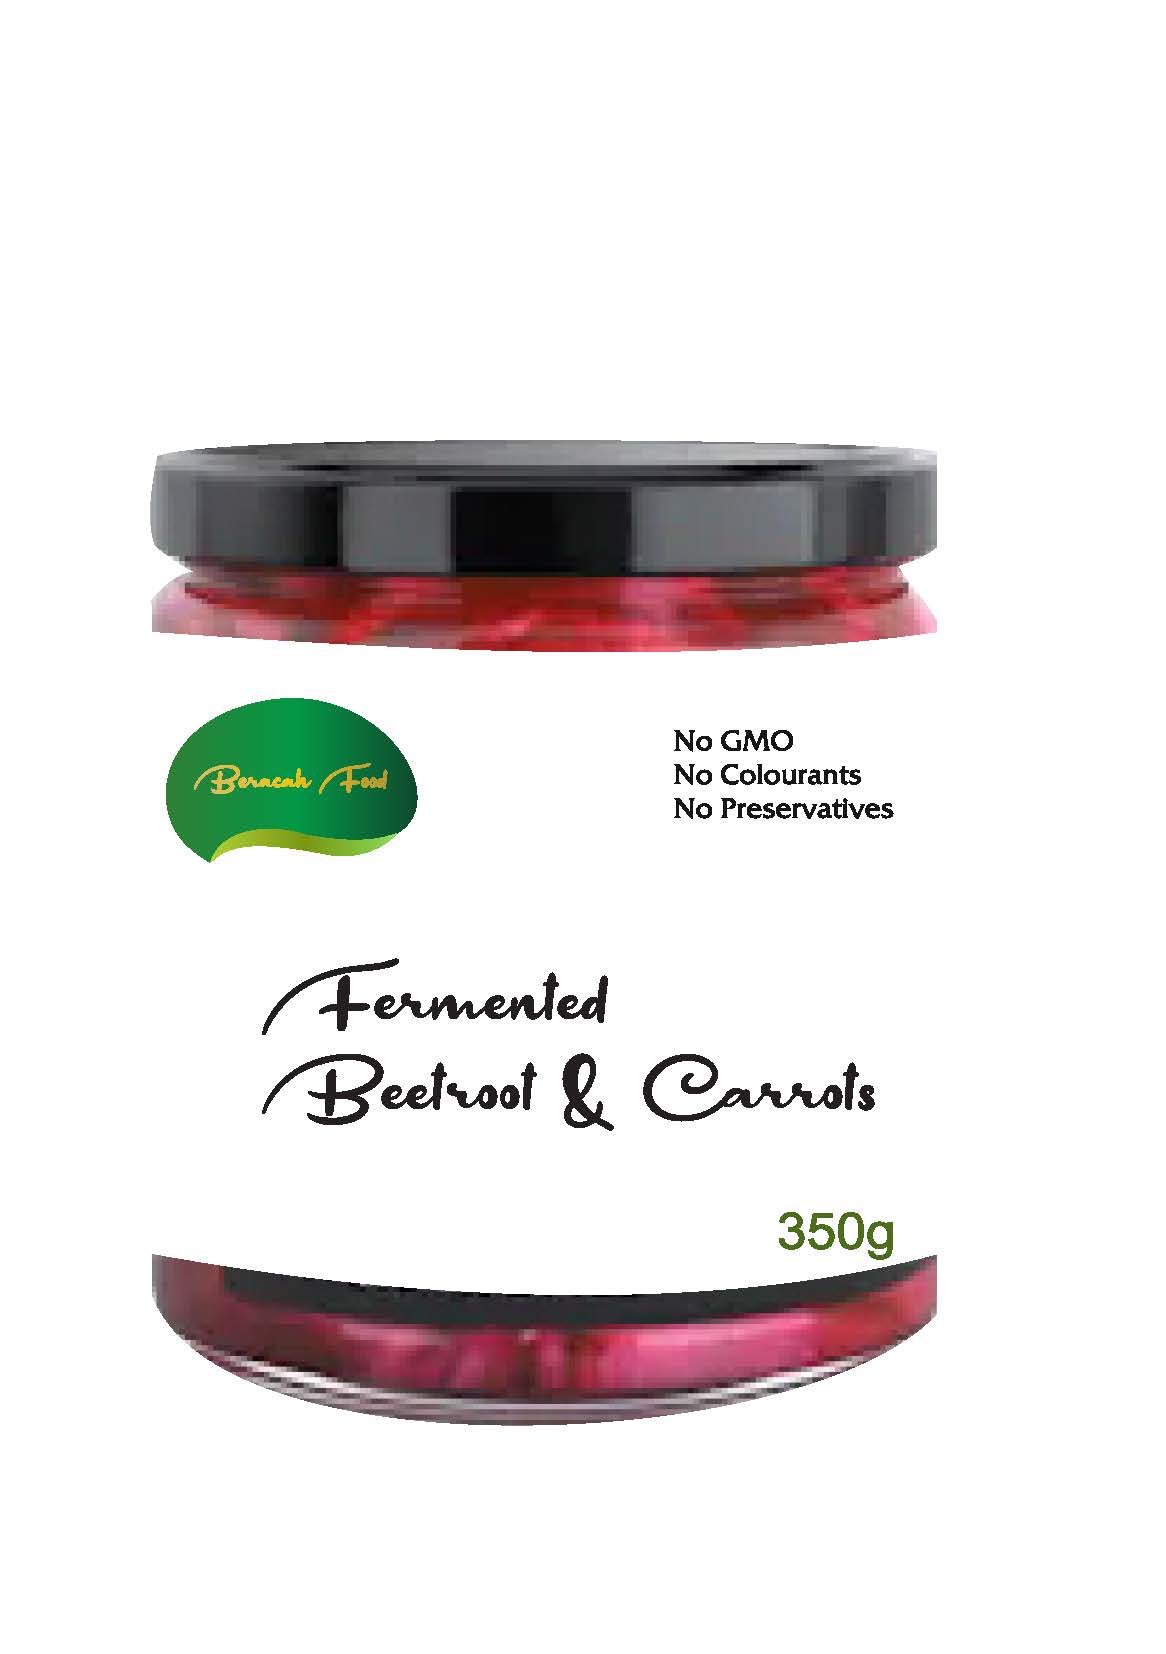 Beracah Food
No GMO
No Colourants
No Preservatives
Fermented
Beetroot & Carrots
350g